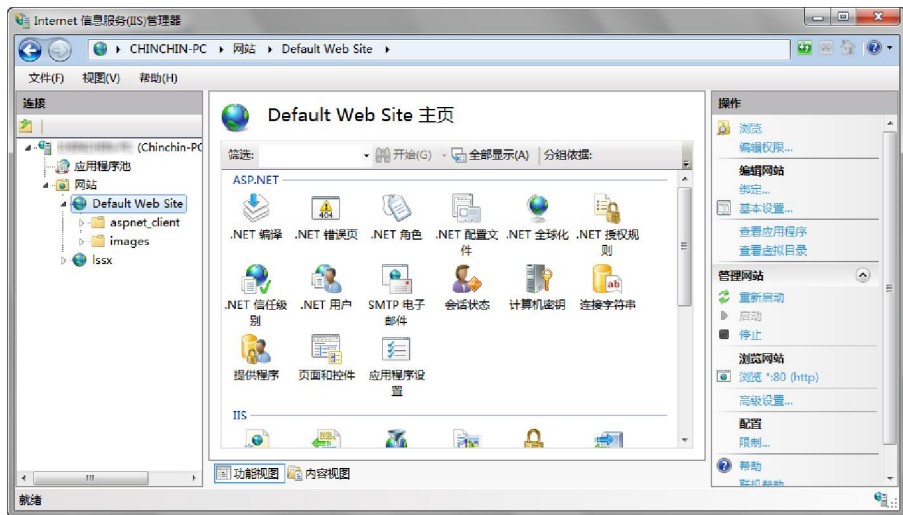 Internet 信息服务(IIS)管理器
CHINCHIN-PC 网站 Default Web Site
文件(F) 视图(V) 帮助(H)
连接
(Chinchin-PC
应用程序池
网站
Default Web Site
aspnet_client
images
lssx
Default Web Site 主页
筛选: 开始(G) 全部显示(A) 分组依据:
ASP.NET
.NET 编译 .NET 错误页 .NET 角色 .NET 配置文件 .NET 全球化 .NET 授权规则
.NET 信任级别 .NET 用户 SMTP 电子邮件 会话状态 计算机密钥 连接字符串
提供程序 页面和控件 应用程序设置
IIS
功能视图 内容视图
操作
浏览
编辑权限...
编辑网站
绑定...
基本设置...
查看应用程序
查看虚拟目录
管理网站
重新启动
启动
停止
浏览网站
浏览 *:80 (http)
高级设置...
配置
限制...
帮助
联机帮助
就绪